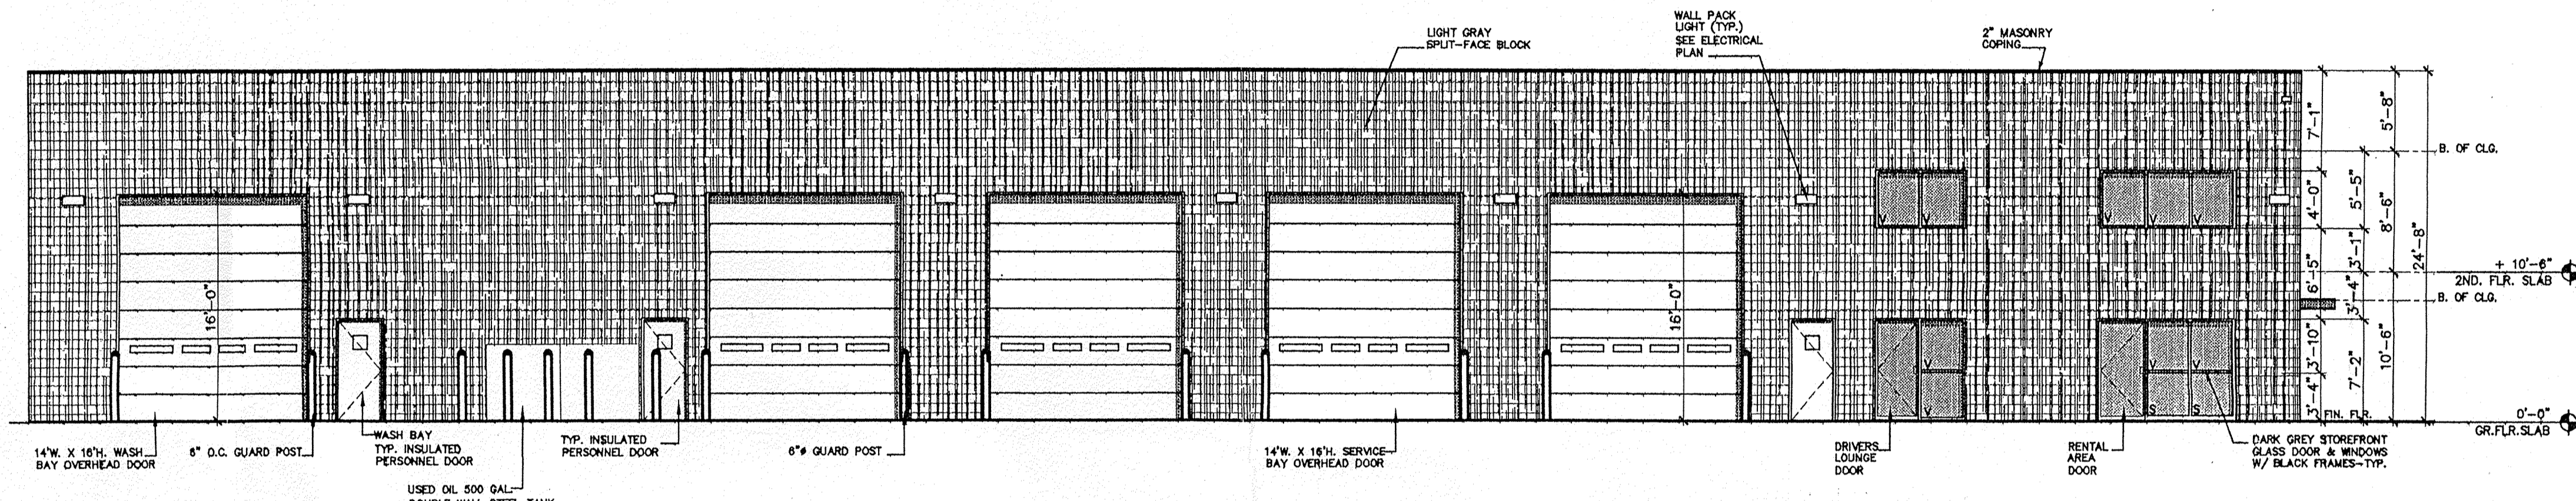 LIGHT GRAY
SPLIT-FACE BLOCK
WALL PACK
LIGHT (TYP.)
SEE ELECTRICAL
PLAN
2" MASONRY
COPING
7'-1"
5'-8"
B. OF CLG.
4'-0"
5'-5"
8'-6"
24'-8"
V
V
V
V
V
6'-5"
3'-1"
+ 10'-6"
2ND. FLR. SLAB
3'-4"
B. OF CLG.
16'-0"
16'-0"
V
V
V
V
S
S
3'-10"
3'-4"
7'-2"
10'-6"
FIN. FLR.
0'-0"
GR.FLR.SLAB
14'W. X 16'H. WASH
BAY OVERHEAD DOOR
6" O.C. GUARD POST
WASH BAY
TYP. INSULATED
PERSONNEL DOOR
TYP. INSULATED
PERSONNEL DOOR
6"ø GUARD POST
14'W. X 16'H. SERVICE
BAY OVERHEAD DOOR
DRIVERS
LOUNGE
DOOR
RENTAL
AREA
DOOR
DARK GREY STOREFRONT
GLASS DOOR & WINDOWS
W/ BLACK FRAMES-TYP.
USED OIL 500 GAL